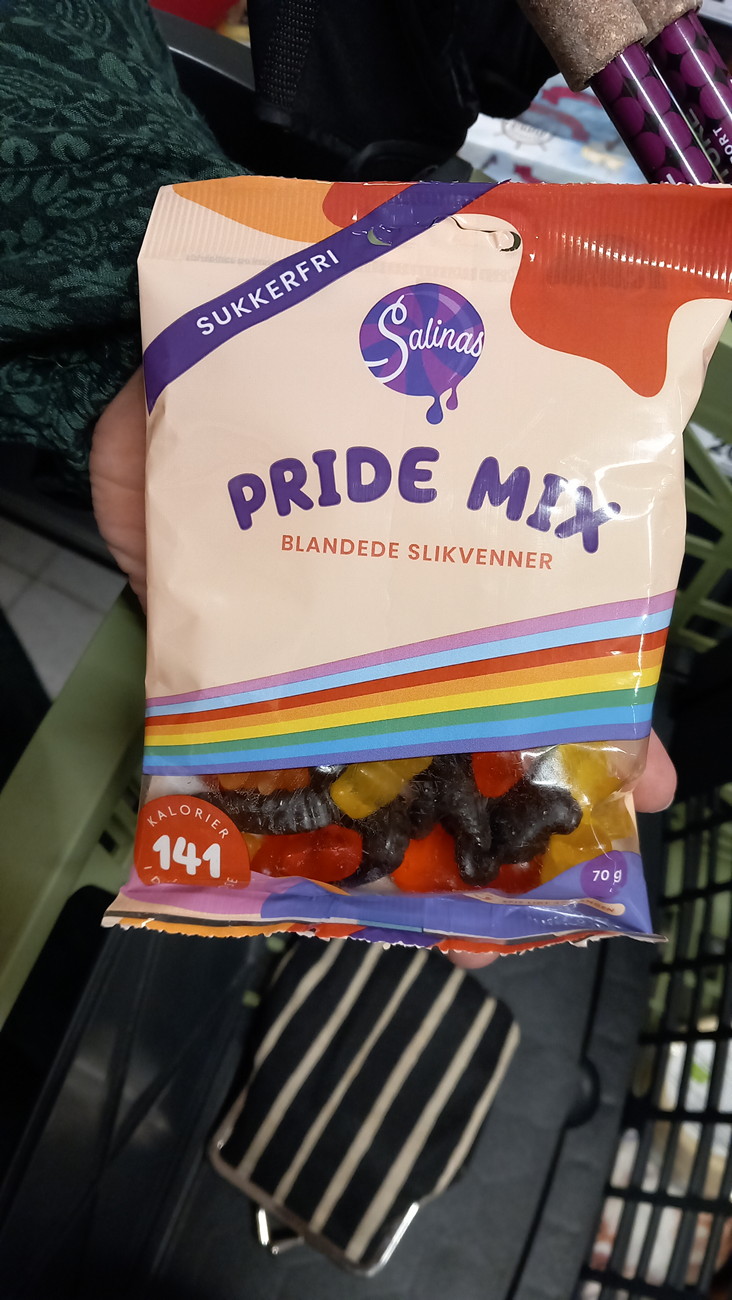 SUKKERFRI
Salinas
PRIDE MIX
BLANDEDE SLIKVENNER
KALORIER
141
70 g